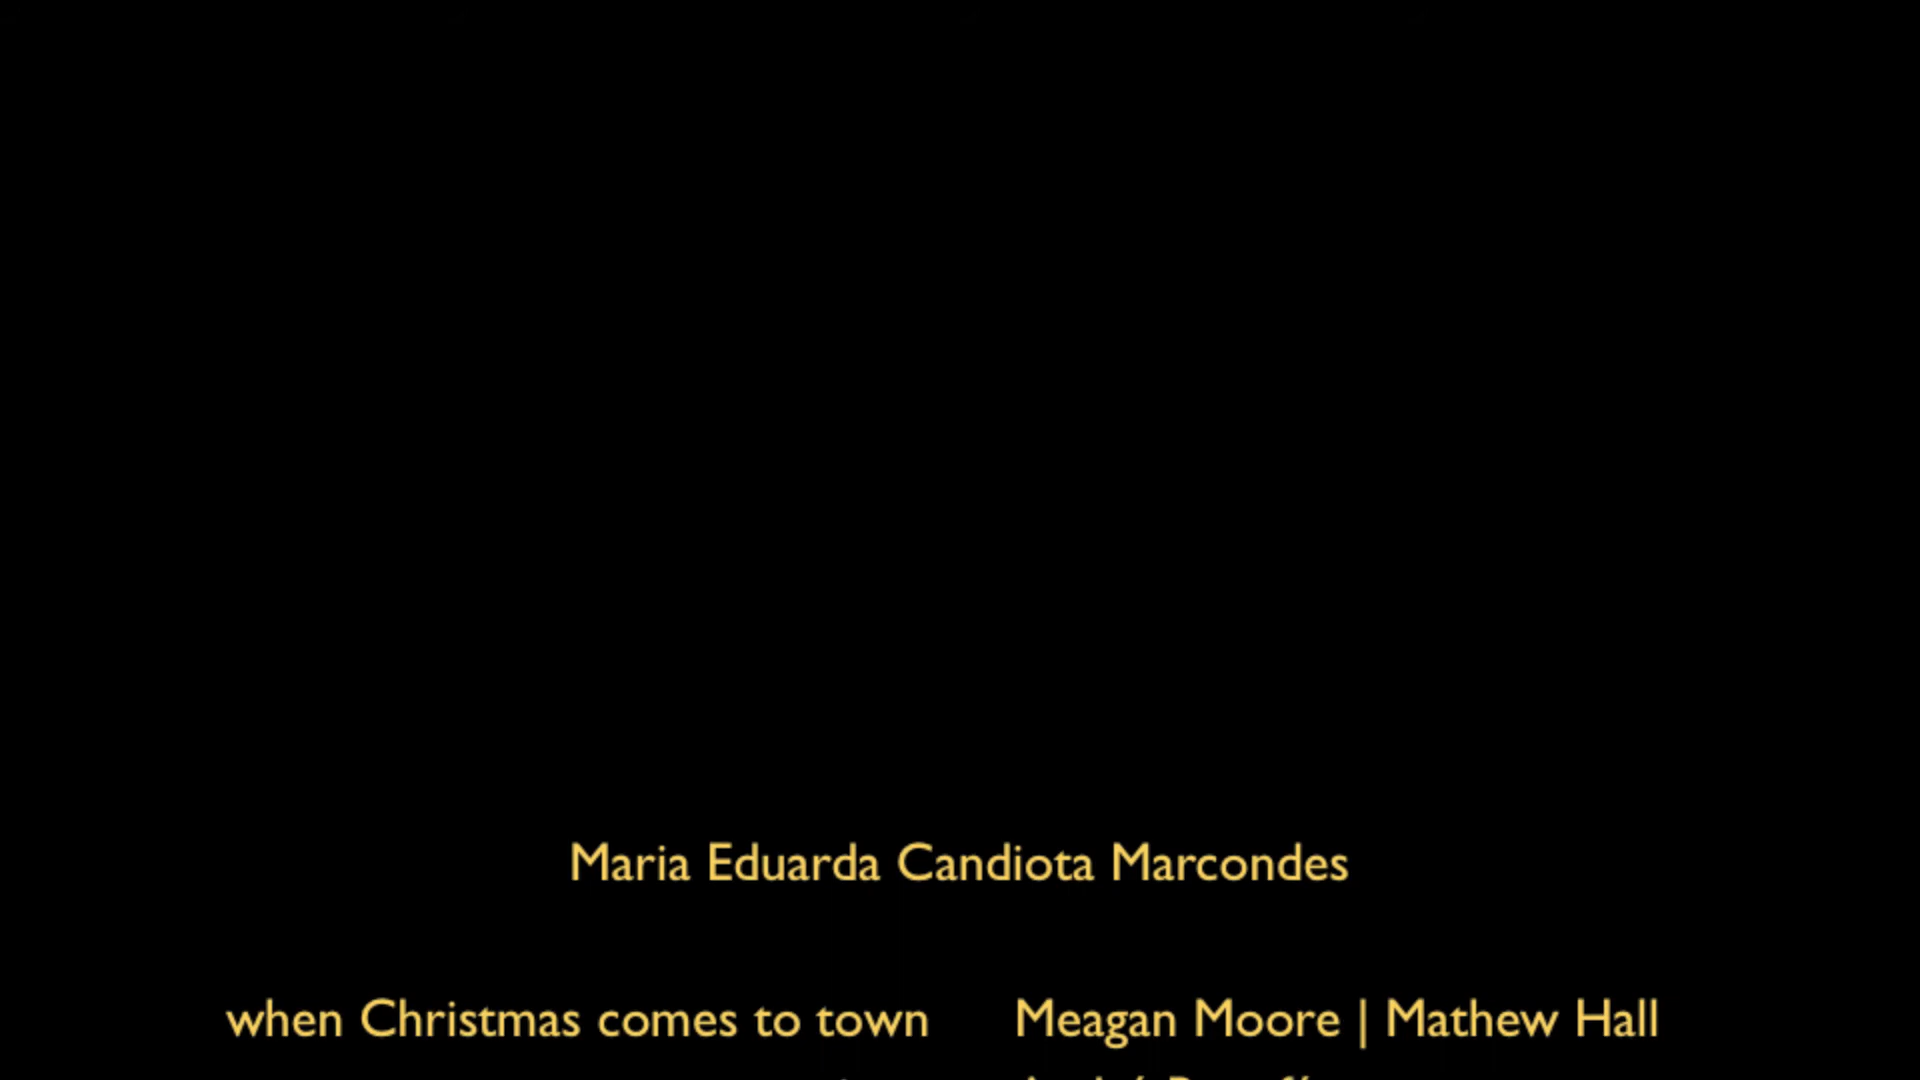 Maria Eduarda Candiota Marcondes
when Christmas comes to town Meagan Moore | Mathew Hall